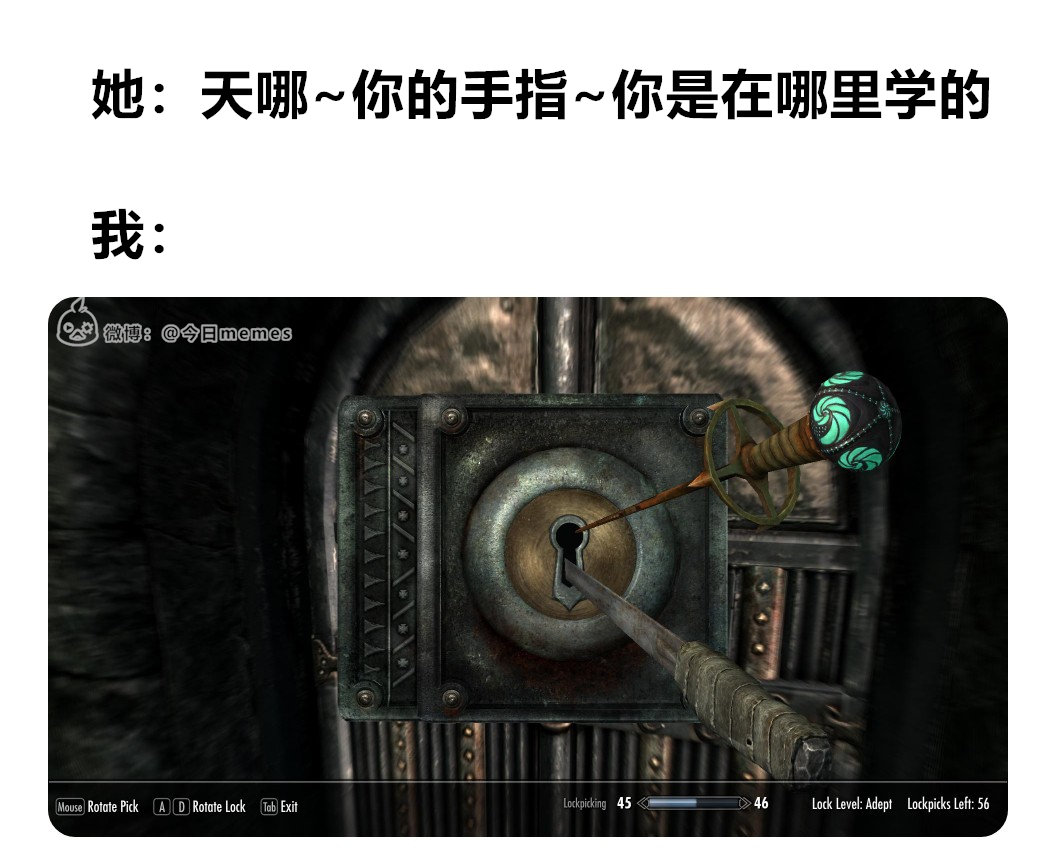 她：天哪~你的手指~你是在哪里学的
我：
微博：@今日memes
Mouse Rotate Pick A D Rotate Lock Tab Exit Lockpicking 45 46 Lock Level: Adept Lockpicks Left: 56